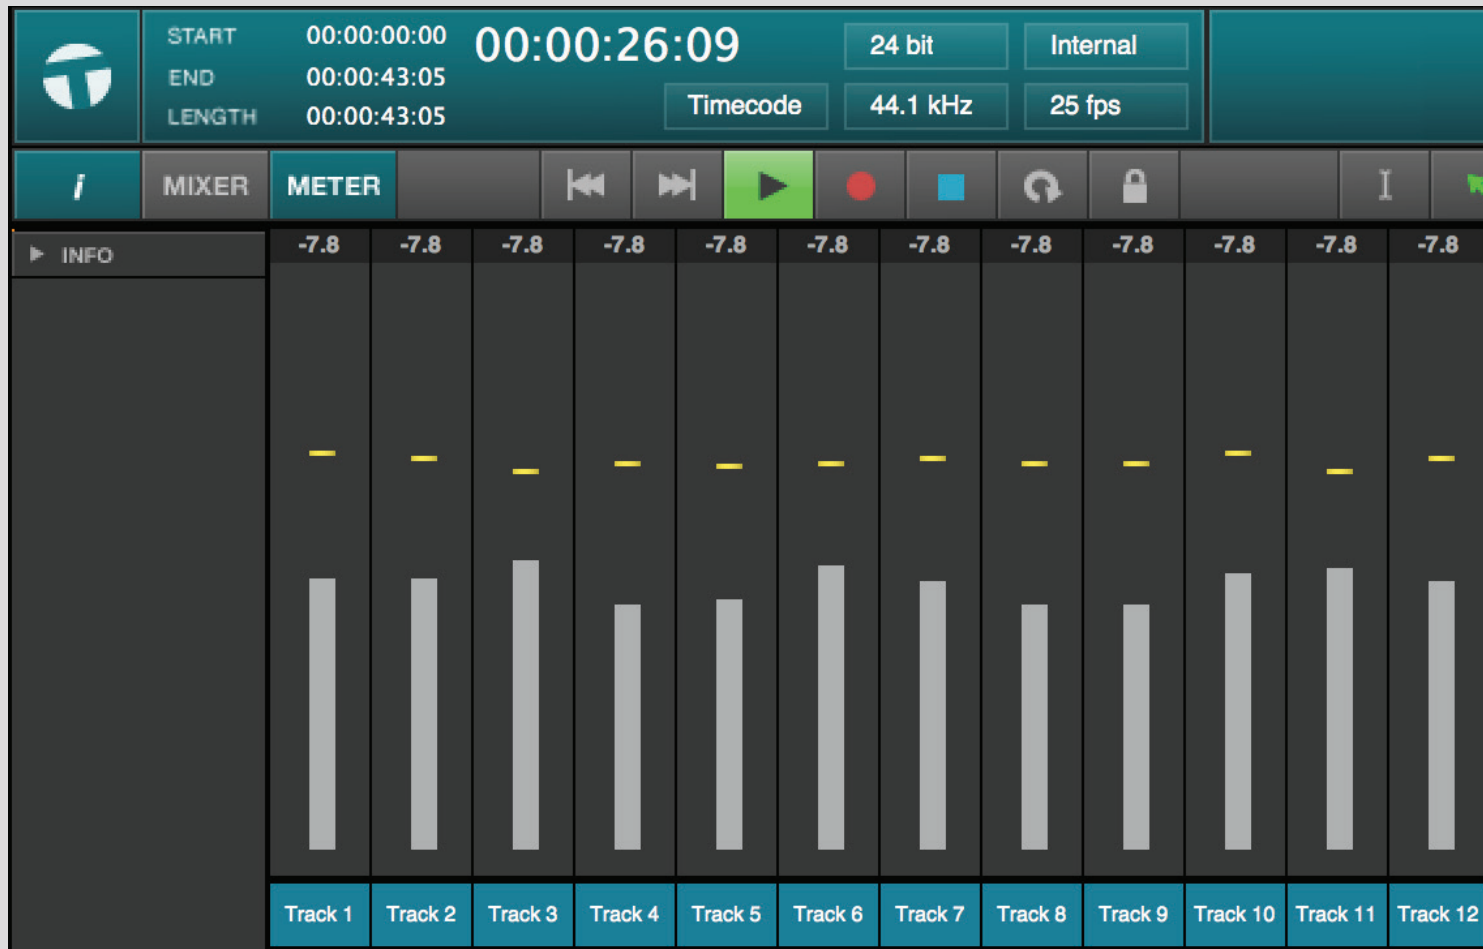 START 00:00:00:00 00:00:26:09 24 bit Internal
END 00:00:43:05
LENGTH 00:00:43:05 Timecode 44.1 kHz 25 fps
i MIXER METER
INFO -7.8 -7.8 -7.8 -7.8 -7.8 -7.8 -7.8 -7.8 -7.8 -7.8 -7.8 -7.8
Track 1 Track 2 Track 3 Track 4 Track 5 Track 6 Track 7 Track 8 Track 9 Track 10 Track 11 Track 12